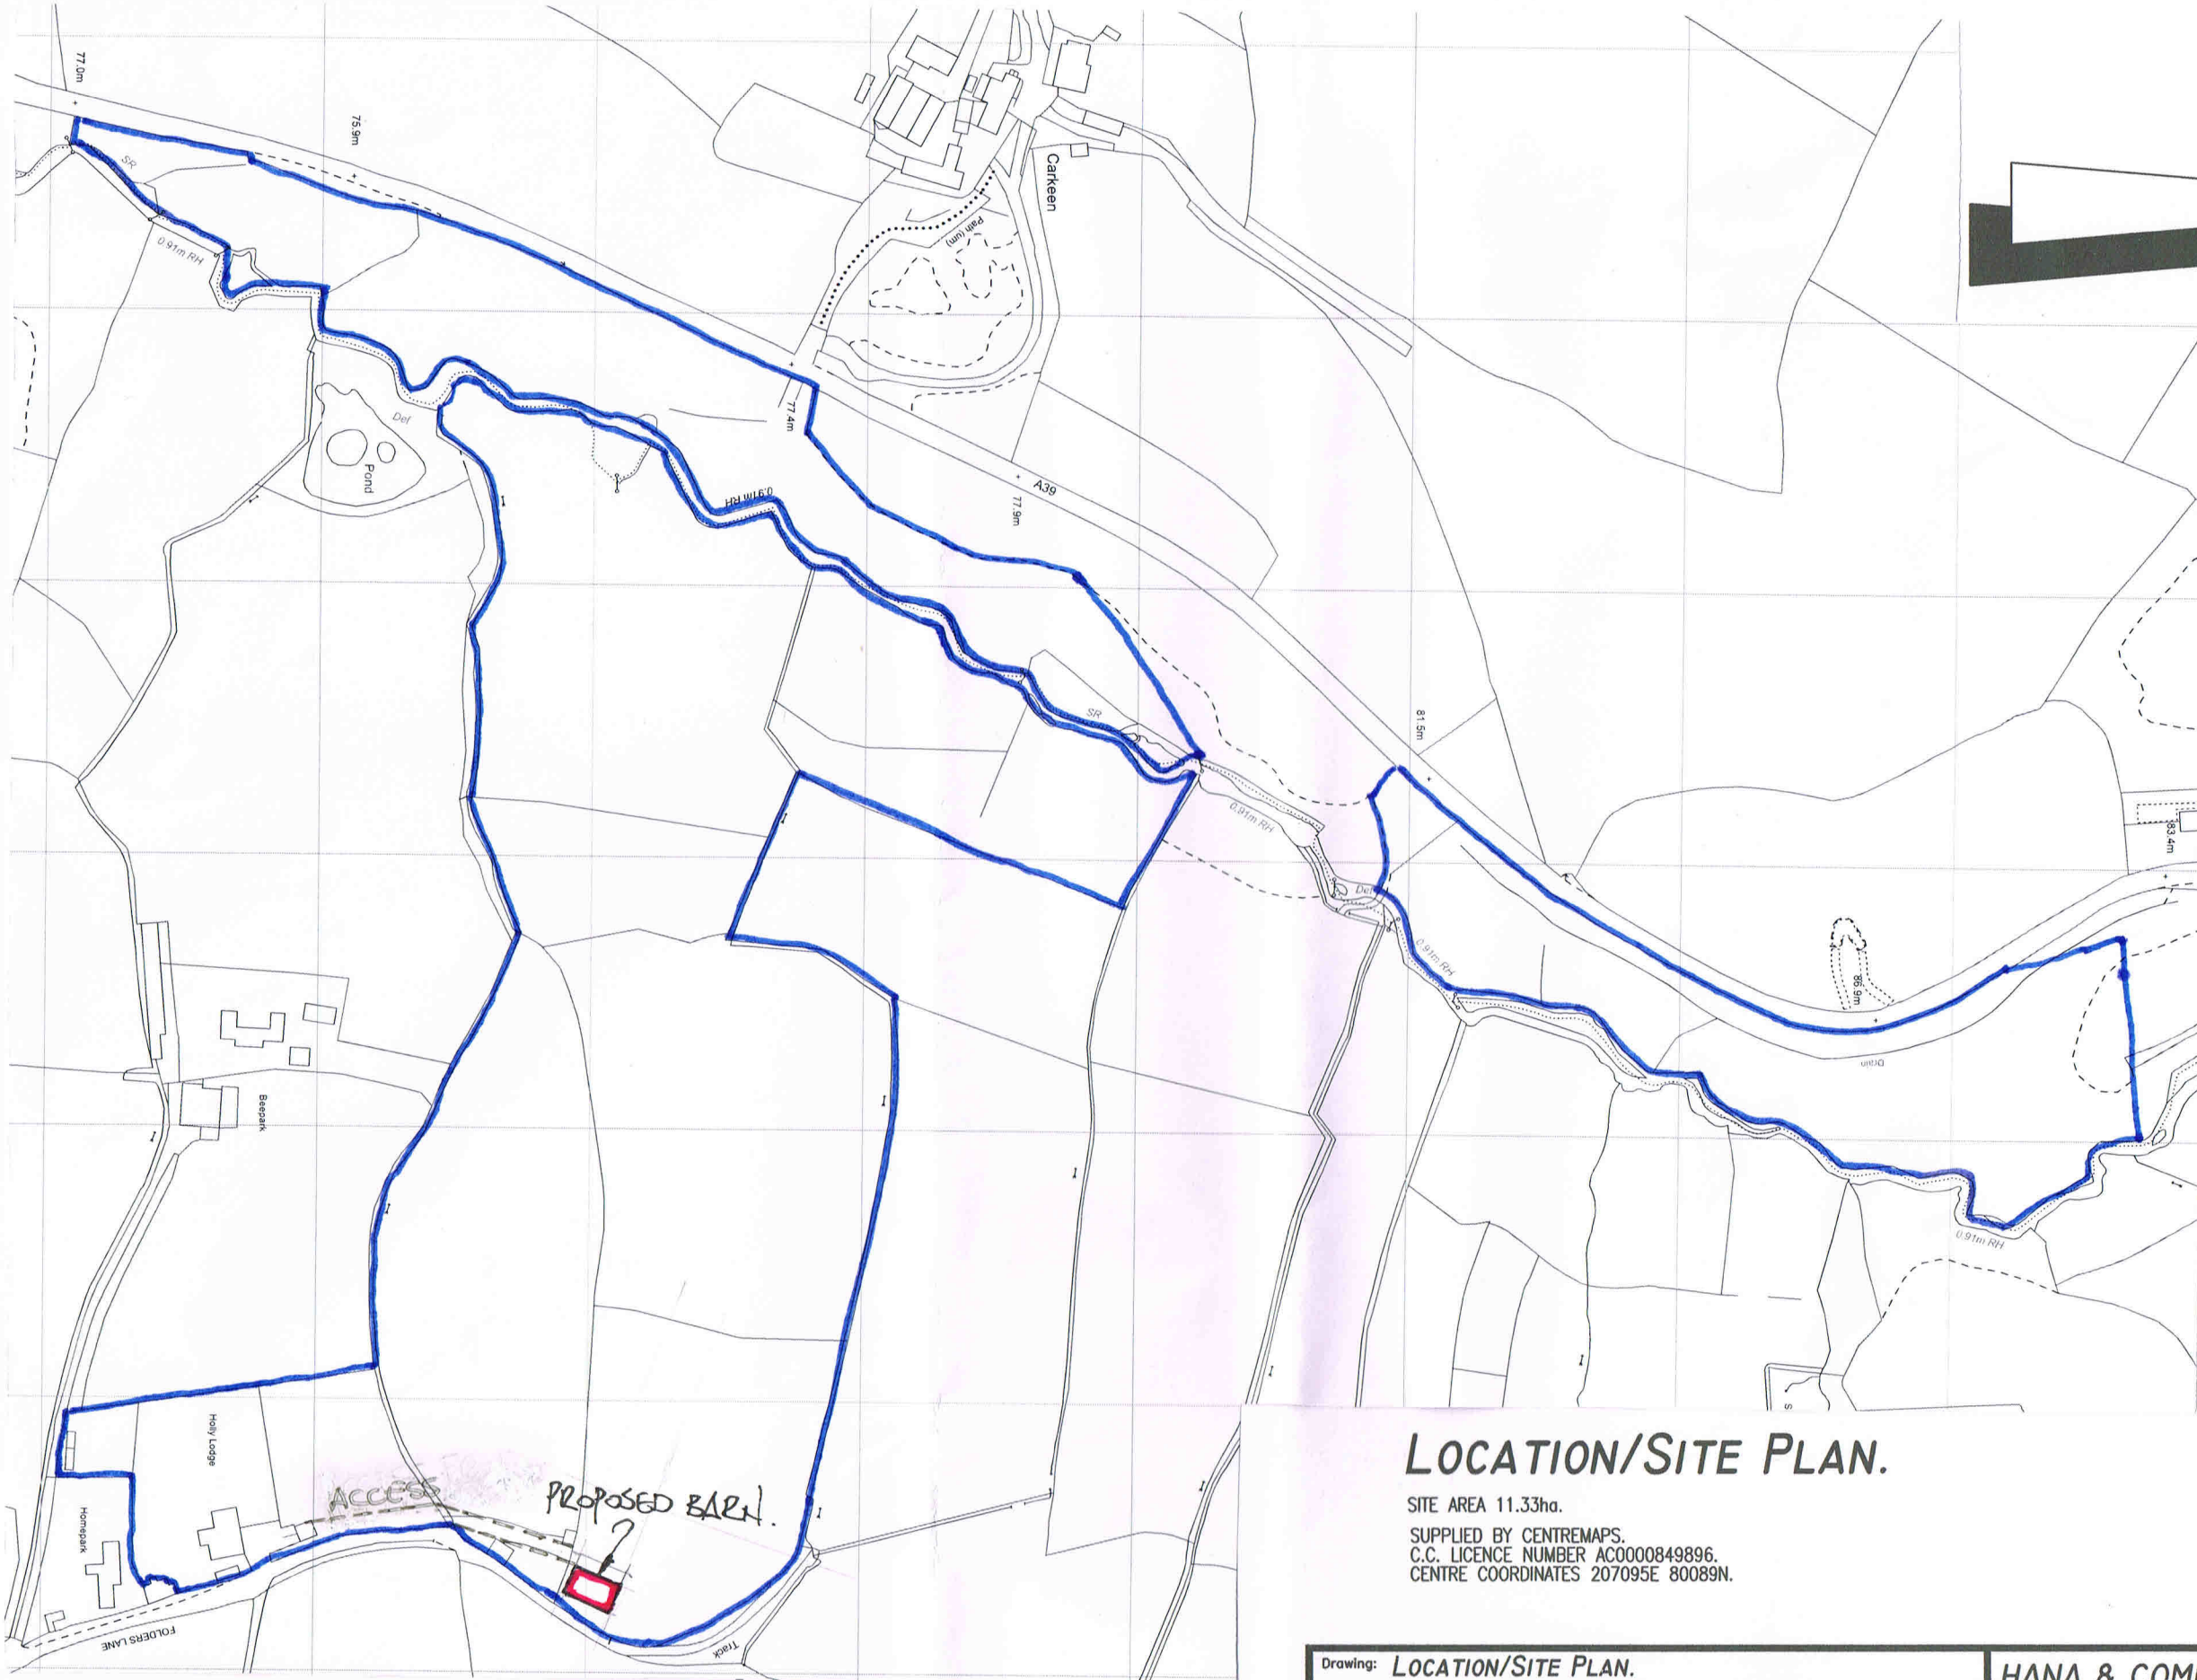 77.0m
SR
75.9m
Carkeen
Path (um)
0.91m RH
Def
Pond
77.4m
A39
77.9m
0.91m RH
SR
81.5m
0.91m RH
Def
83.4m
0.91m RH
86.9m
Drain
Beepark
0.91m RH
Holly Lodge
ACCESS
PROPOSED BARN.
Homepark
FOLDERS LANE
Track
S
LOCATION/SITE PLAN.
SITE AREA 11.33ha.
SUPPLIED BY CENTREMAPS.
C.C. LICENCE NUMBER AC0000849896.
CENTRE COORDINATES 207095E 80089N.
Drawing: LOCATION/SITE PLAN.
HANA & COM